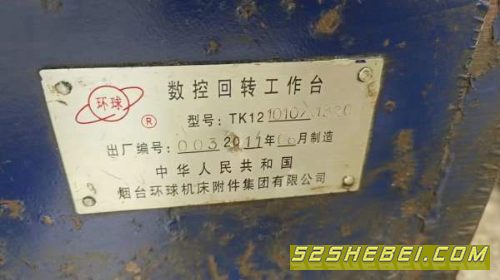 环球
®
数控回转工作台
型号: TK12
出厂编号: 003 2011年06月制造
中华人民共和国
烟台环球机床附件集团有限公司
52SHEBEI.COM